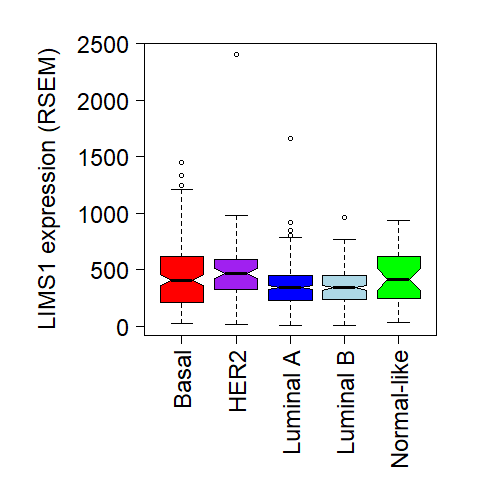 LIMS1 expression (RSEM)
2500
2000
1500
1000
500
0
Basal
HER2
Luminal A
Luminal B
Normal-like